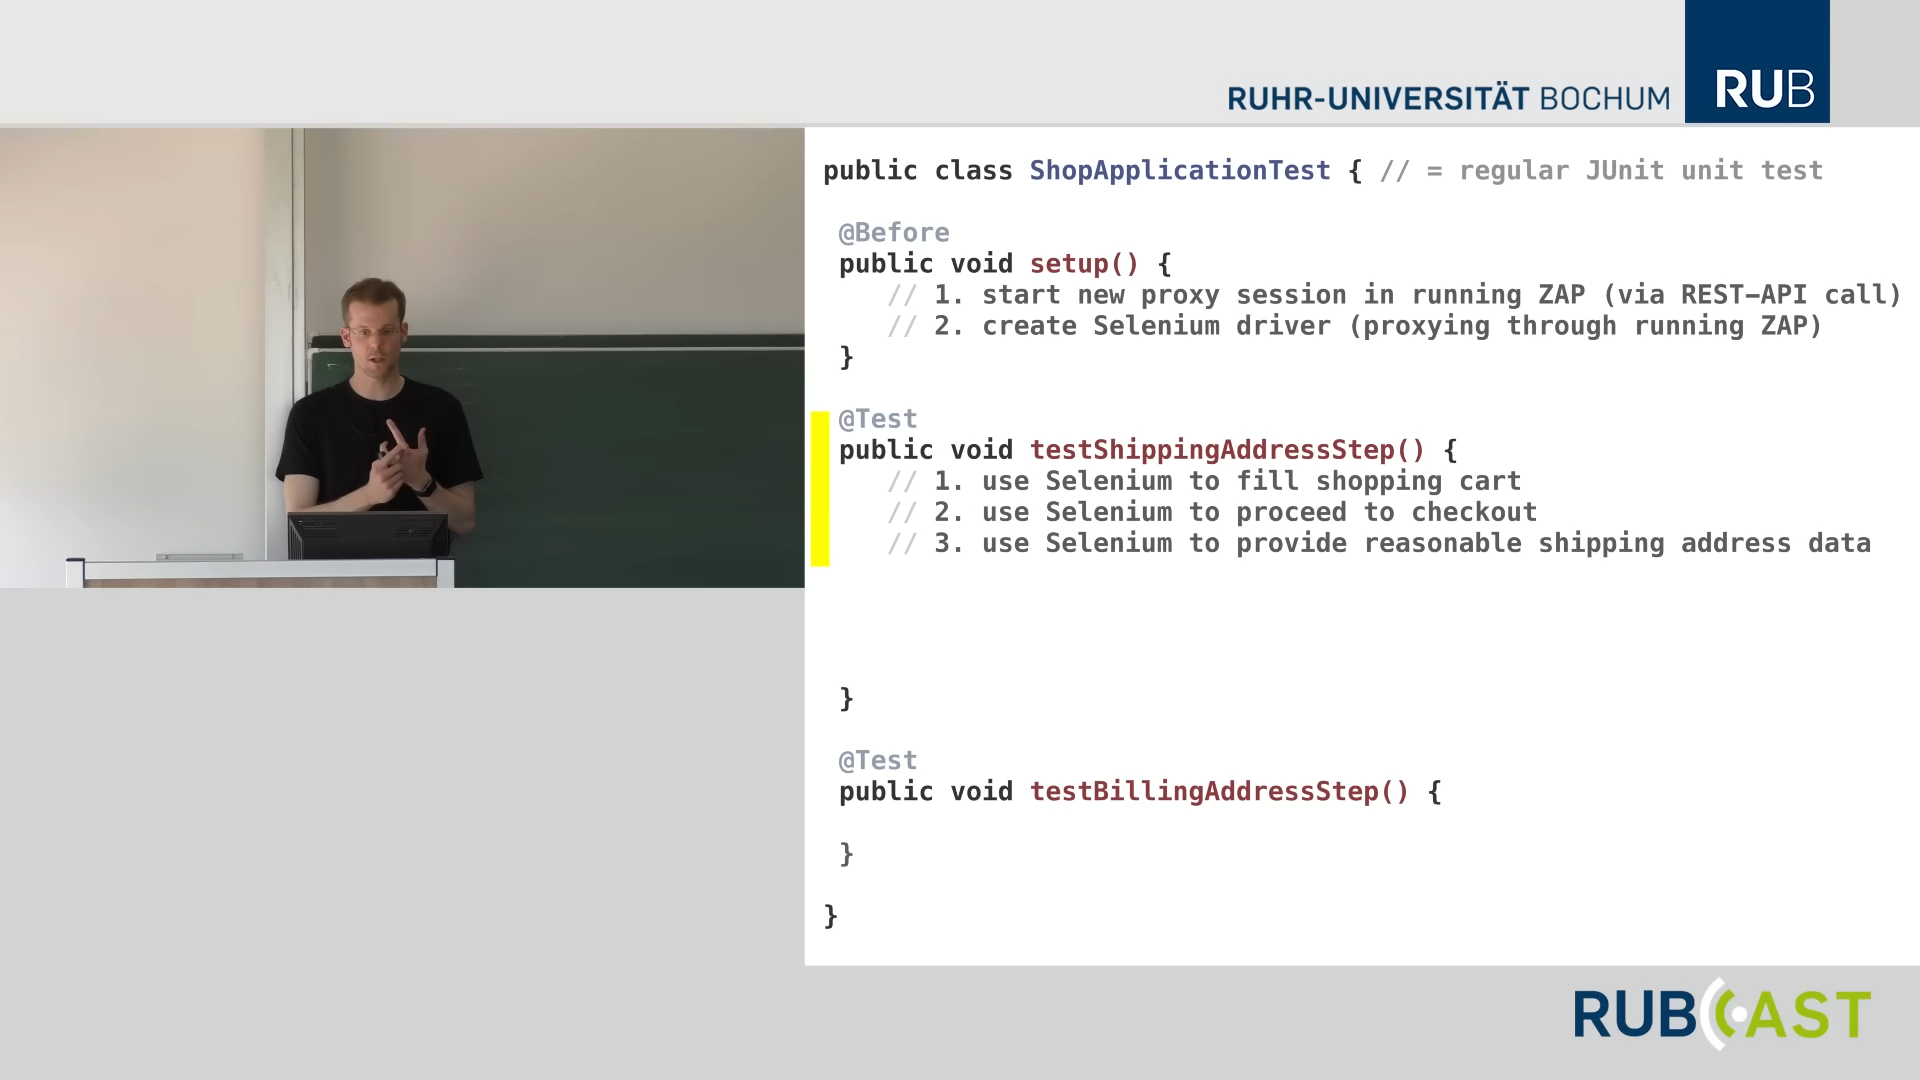 RUHR-UNIVERSITÄT BOCHUM
RUB
public class ShopApplicationTest { // = regular JUnit unit test
@Before
public void setup() {
// 1. start new proxy session in running ZAP (via REST-API call)
// 2. create Selenium driver (proxying through running ZAP)
}
@Test
public void testShippingAddressStep() {
// 1. use Selenium to fill shopping cart
// 2. use Selenium to proceed to checkout
// 3. use Selenium to provide reasonable shipping address data
}
@Test
public void testBillingAddressStep() {
}
}
RUBCAST